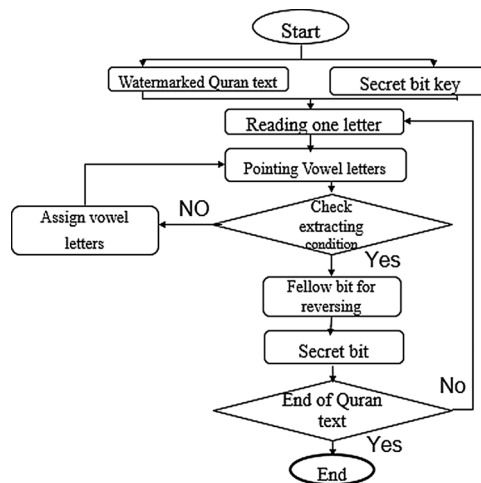 Start
Watermarked Quran text
Secret bit key
Reading one letter
Pointing Vowel letters
NO
Assign vowel
letters
Check
extracting
condition
Yes
Fellow bit for
reversing
Secret bit
No
End of Quran
text
Yes
End